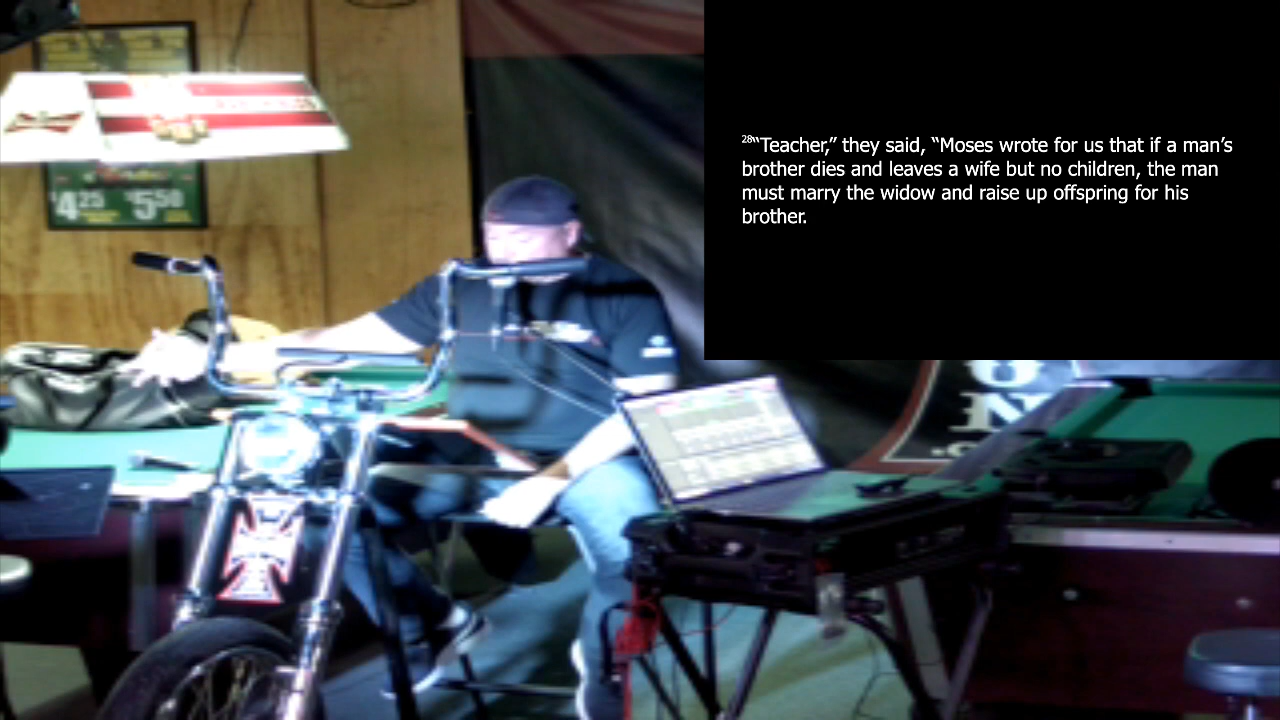 $4.25 $5.50
²⁸“Teacher,” they said, “Moses wrote for us that if a man’s
brother dies and leaves a wife but no children, the man
must marry the widow and raise up offspring for his
brother.
ON